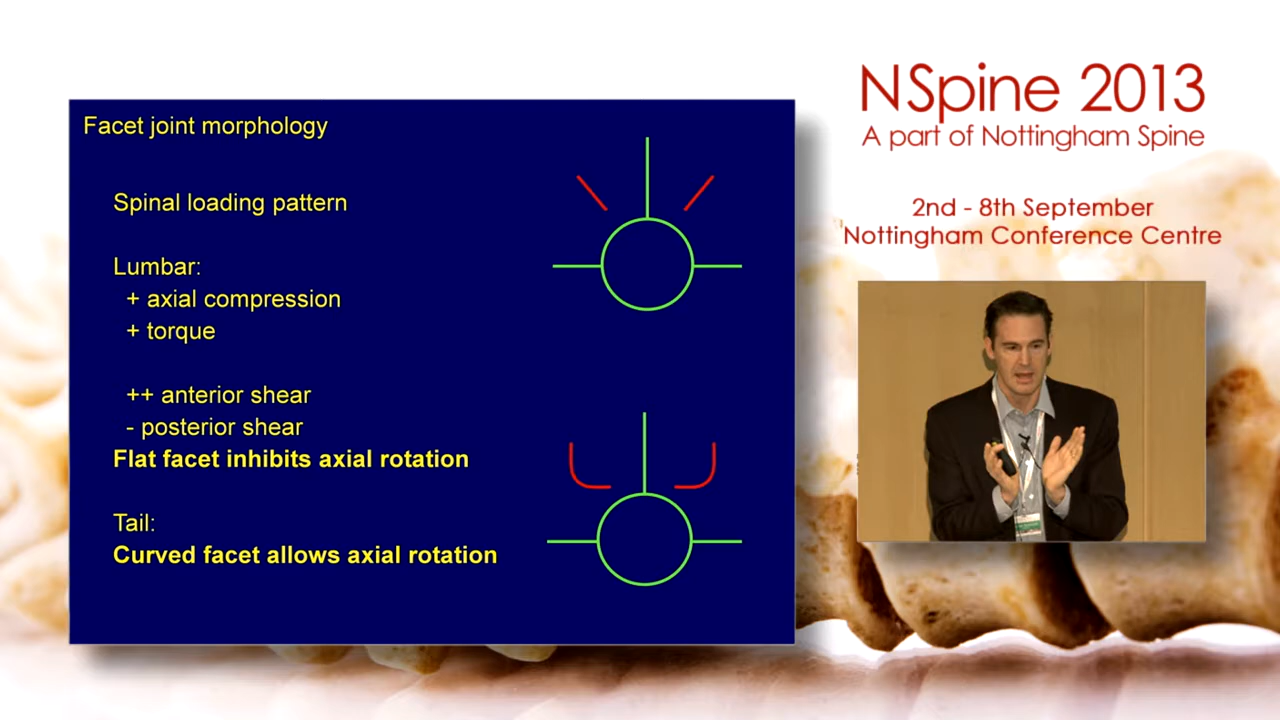 Facet joint morphology
Spinal loading pattern
Lumbar:
+ axial compression
+ torque
++ anterior shear
- posterior shear
Flat facet inhibits axial rotation
Tail:
Curved facet allows axial rotation
NSpine 2013
A part of Nottingham Spine
2nd - 8th September
Nottingham Conference Centre